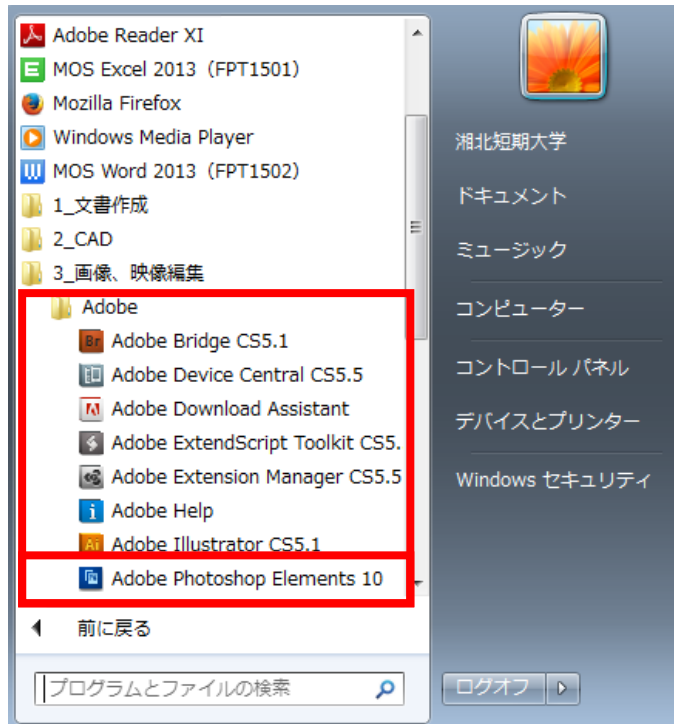 Adobe Reader XI
MOS Excel 2013（FPT1501）
Mozilla Firefox
Windows Media Player
MOS Word 2013（FPT1502）
1_文書作成
2_CAD
3_画像、映像編集
Adobe
Br Adobe Bridge CS5.1
Adobe Device Central CS5.5
Adobe Download Assistant
Adobe ExtendScript Toolkit CS5.
Adobe Extension Manager CS5.5
Adobe Help
Ai Adobe Illustrator CS5.1
Adobe Photoshop Elements 10
前に戻る
プログラムとファイルの検索
湘北短期大学
ドキュメント
ミュージック
コンピューター
コントロール パネル
デバイスとプリンター
Windows セキュリティ
ログオフ